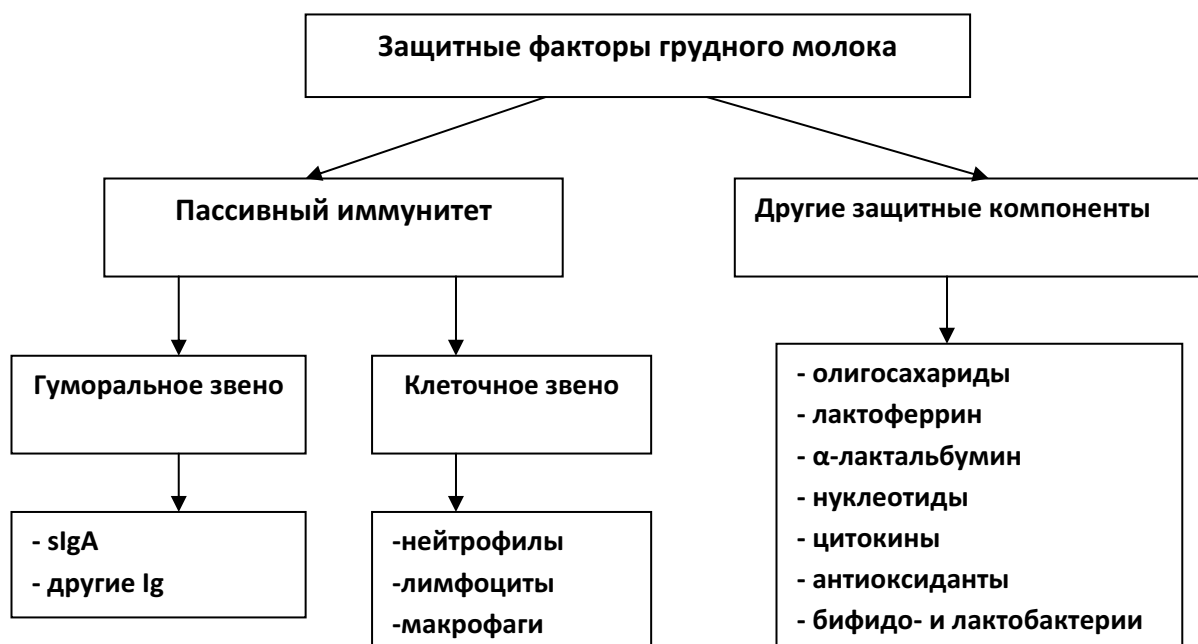 Защитные факторы грудного молока
Пассивный иммунитет
Другие защитные компоненты
Гуморальное звено
Клеточное звено
- sIgA
- другие Ig
-нейтрофилы
-лимфоциты
-макрофаги
- олигосахариды
- лактоферрин
- α-лактальбумин
- нуклеотиды
- цитокины
- антиоксиданты
- бифидо- и лактобактерии